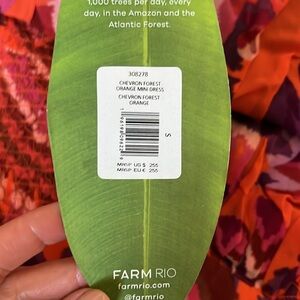 1,000 trees per day, every
day, in the Amazon and the
Atlantic Forest.
308278
CHEVRON FOREST
ORANGE MINI DRESS
CHEVRON FOREST
ORANGE
S
MRSP US $ 255
MRSP EU € 255
FARM RIO
farmrio.com
@farmrio